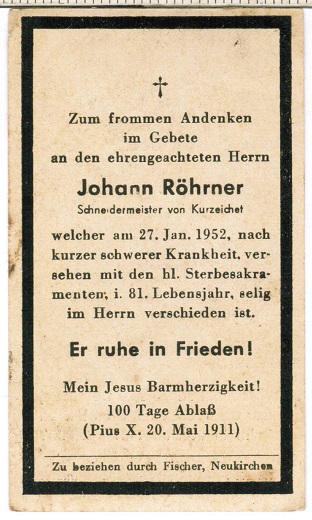 Zum frommen Andenken
im Gebete
an den ehrengeachteten Herrn
Johann Röhrner
Schneidermeister von Kurzeichet
welcher am 27. Jan. 1952, nach
kurzer schwerer Krankheit, ver-
sehen mit den hl. Sterbesakra-
menten, i. 81. Lebensjahr, selig
im Herrn verschieden ist.
Er ruhe in Frieden!
Mein Jesus Barmherzigkeit!
100 Tage Ablaß
(Pius X. 20. Mai 1911)
Zu beziehen durch Fischer, Neukirchen